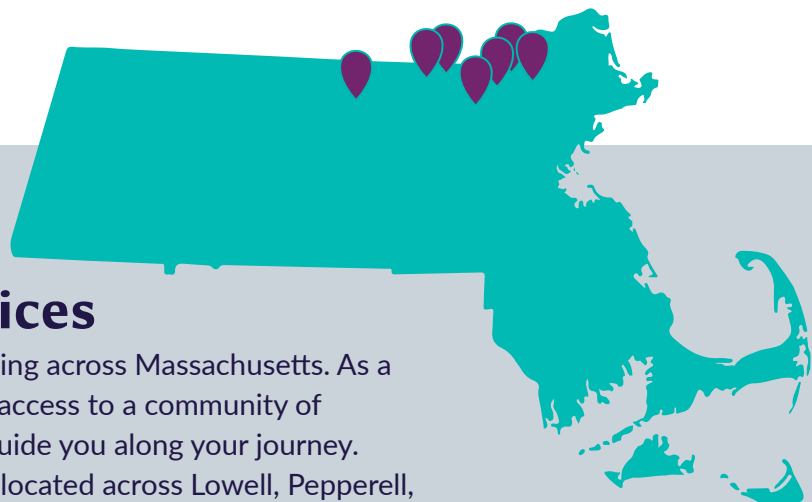 ices
ing across Massachusetts. As a
access to a community of
uide you along your journey.
located across Lowell, Pepperell,